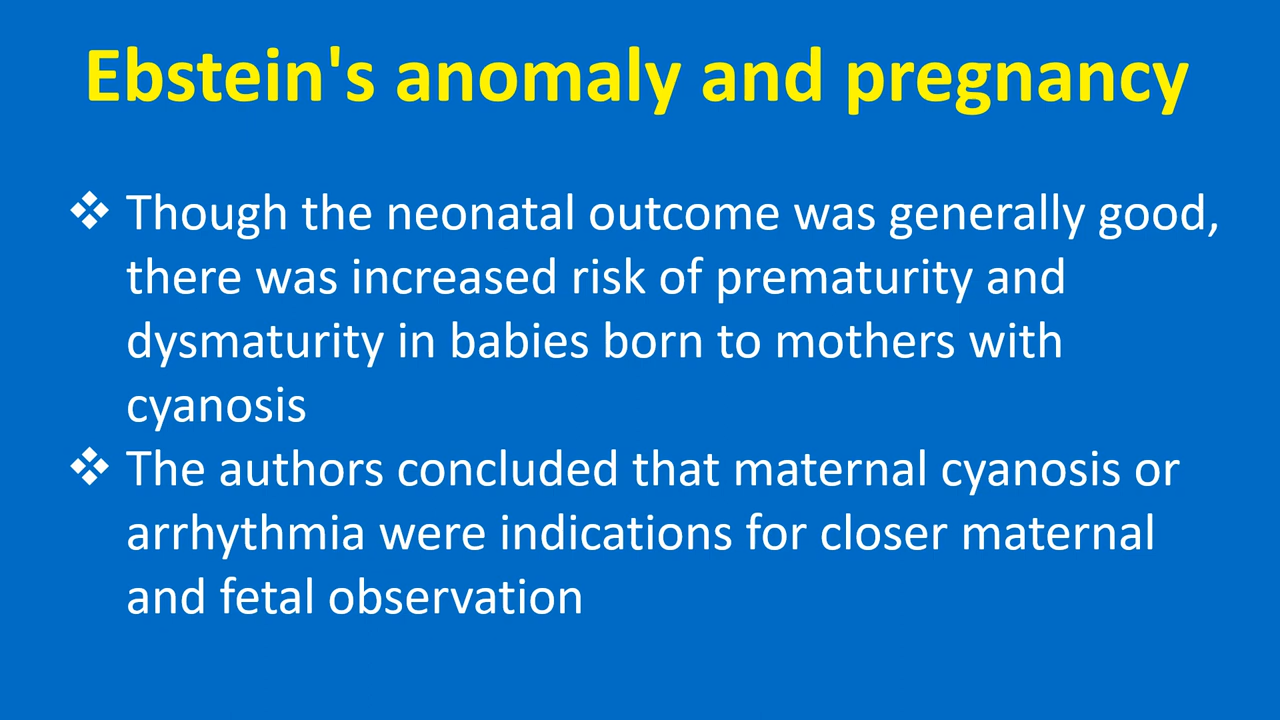 Ebstein's anomaly and pregnancy
❖ Though the neonatal outcome was generally good,
there was increased risk of prematurity and
dysmaturity in babies born to mothers with
cyanosis
❖ The authors concluded that maternal cyanosis or
arrhythmia were indications for closer maternal
and fetal observation